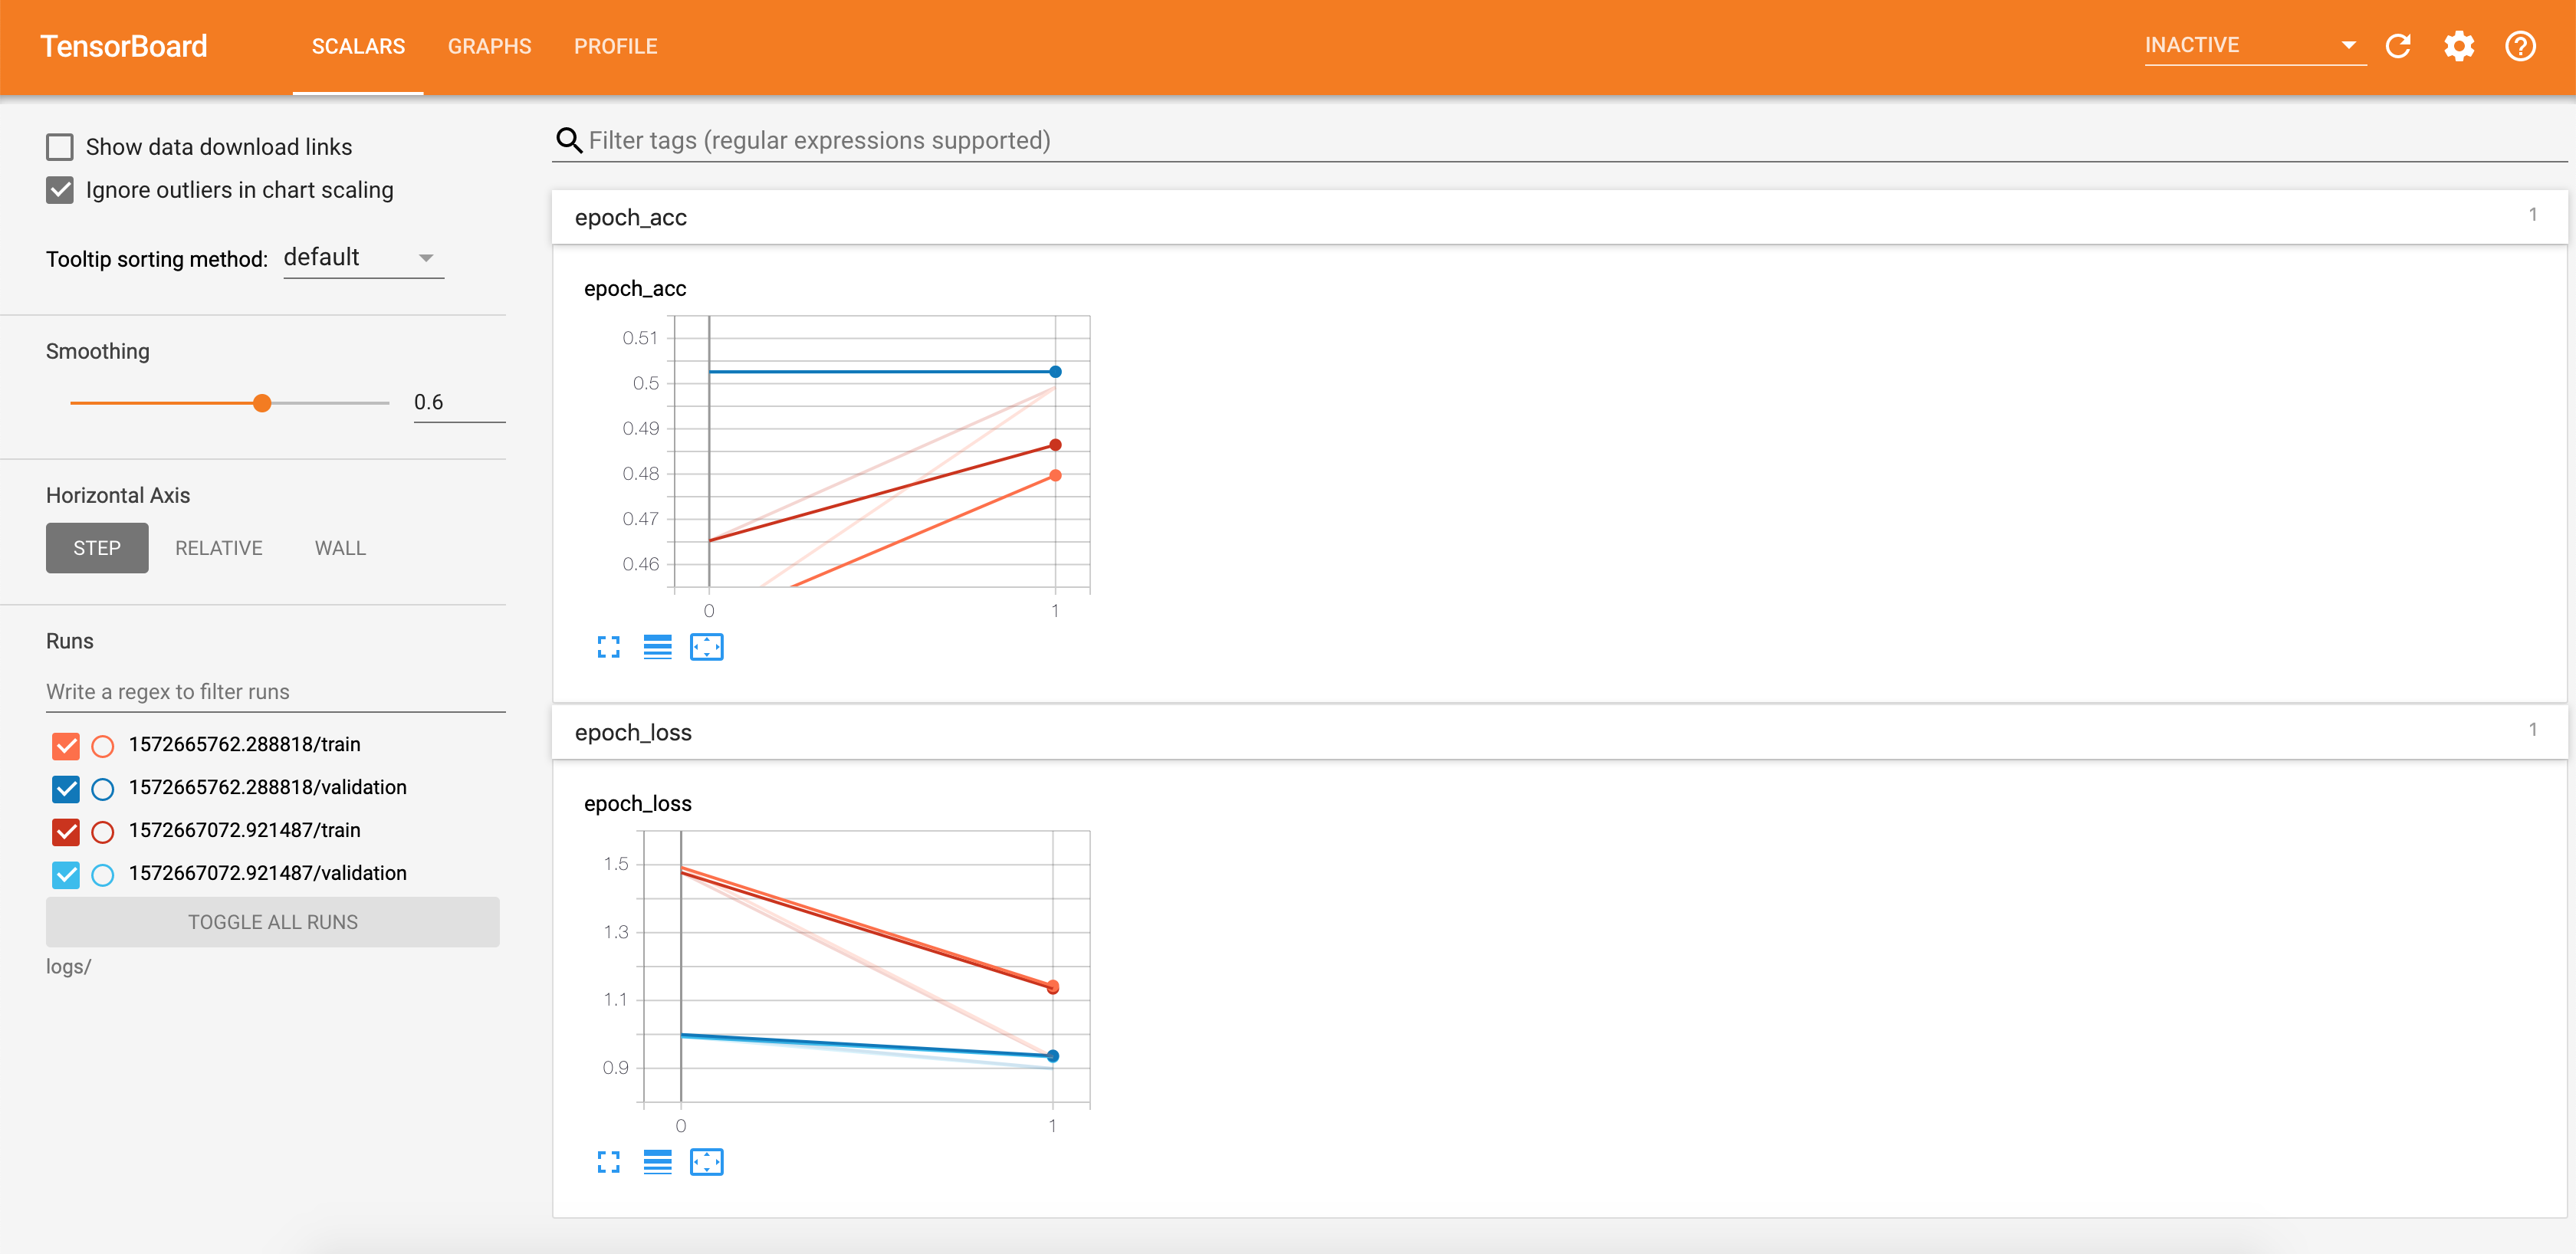 TensorBoard SCALARS GRAPHS PROFILE INACTIVE
Show data download links
Ignore outliers in chart scaling
Tooltip sorting method: default
Smoothing
0.6
Horizontal Axis
STEP RELATIVE WALL
Runs
Write a regex to filter runs
1572665762.288818/train
1572665762.288818/validation
1572667072.921487/train
1572667072.921487/validation
TOGGLE ALL RUNS
logs/
Filter tags (regular expressions supported)
epoch_acc 1
epoch_acc
0.51
0.5
0.49
0.48
0.47
0.46
0 1
epoch_loss 1
epoch_loss
1.5
1.3
1.1
0.9
0 1